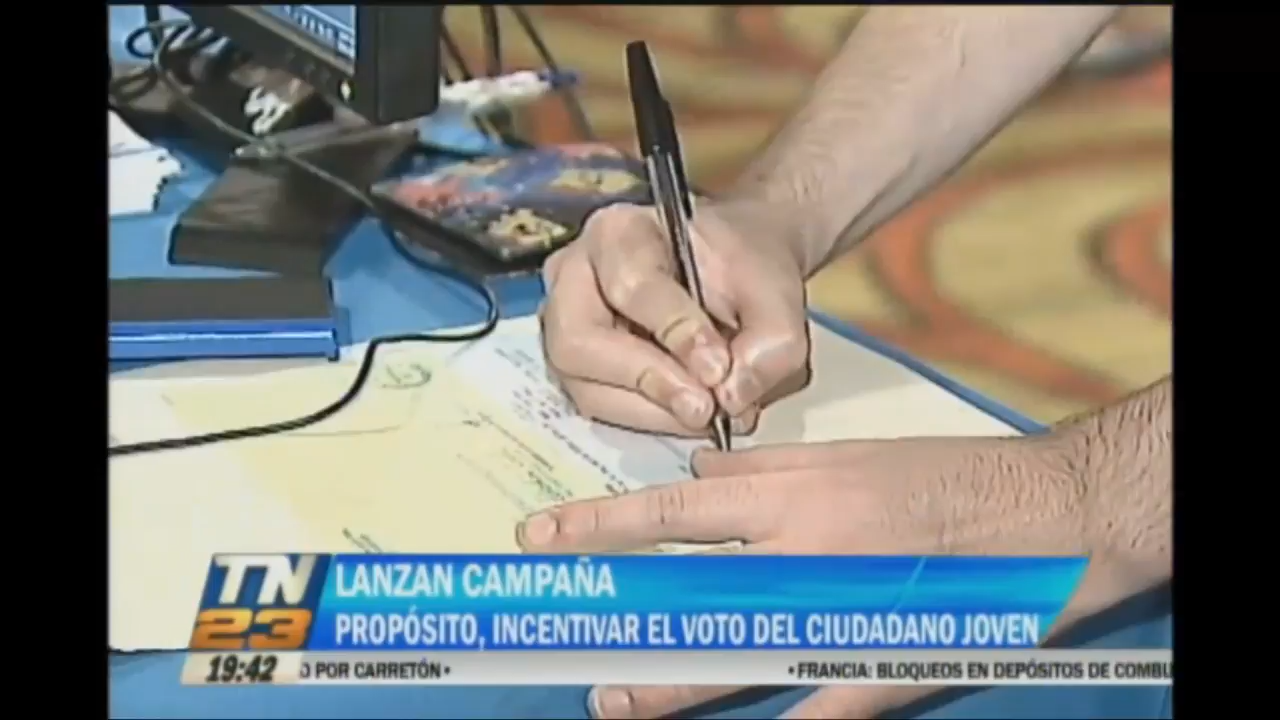 TN
23
LANZAN CAMPAÑA
PROPÓSITO, INCENTIVAR EL VOTO DEL CIUDADANO JOVEN
19:42
O POR CARRETÓN • • FRANCIA: BLOQUEOS EN DEPÓSITOS DE COMBU